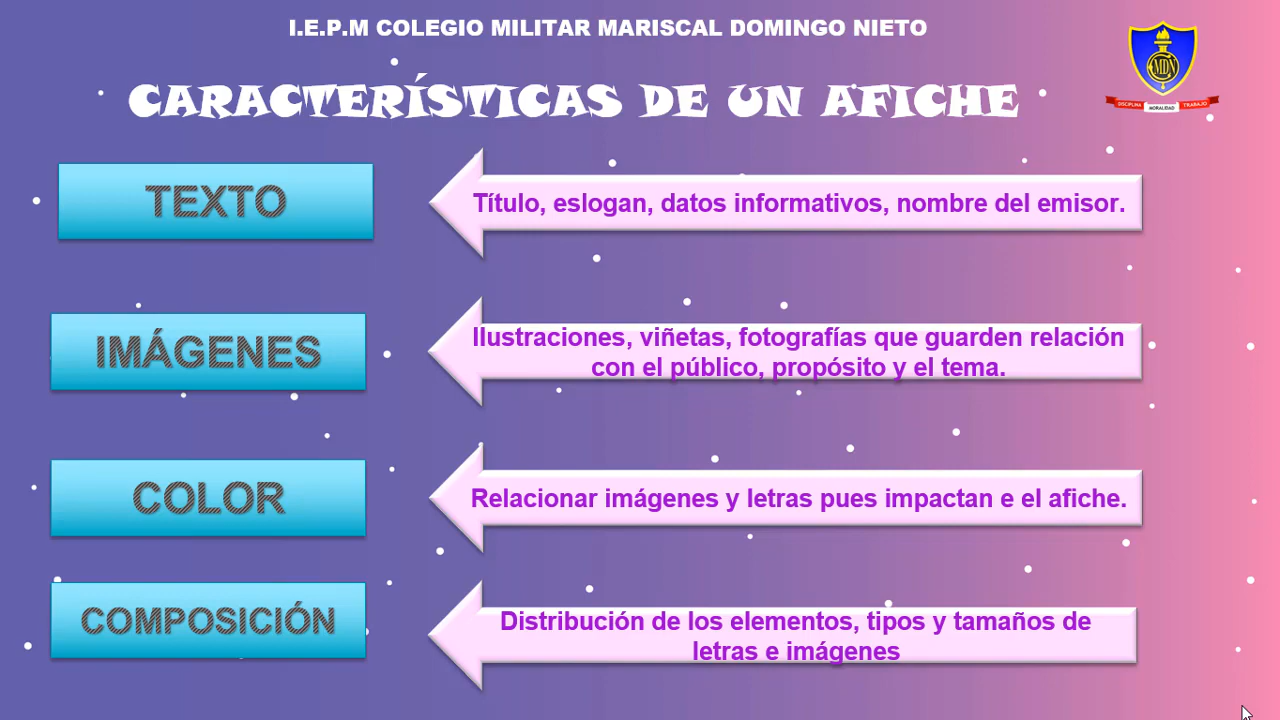 I.E.P.M COLEGIO MILITAR MARISCAL DOMINGO NIETO
MDN
DISCIPLINA MORALIDAD TRABAJO
CARACTERÍSTICAS DE UN AFICHE
TEXTO
Título, eslogan, datos informativos, nombre del emisor.
IMÁGENES
Ilustraciones, viñetas, fotografías que guarden relación
con el público, propósito y el tema.
COLOR
Relacionar imágenes y letras pues impactan e el afiche.
COMPOSICIÓN
Distribución de los elementos, tipos y tamaños de
letras e imágenes